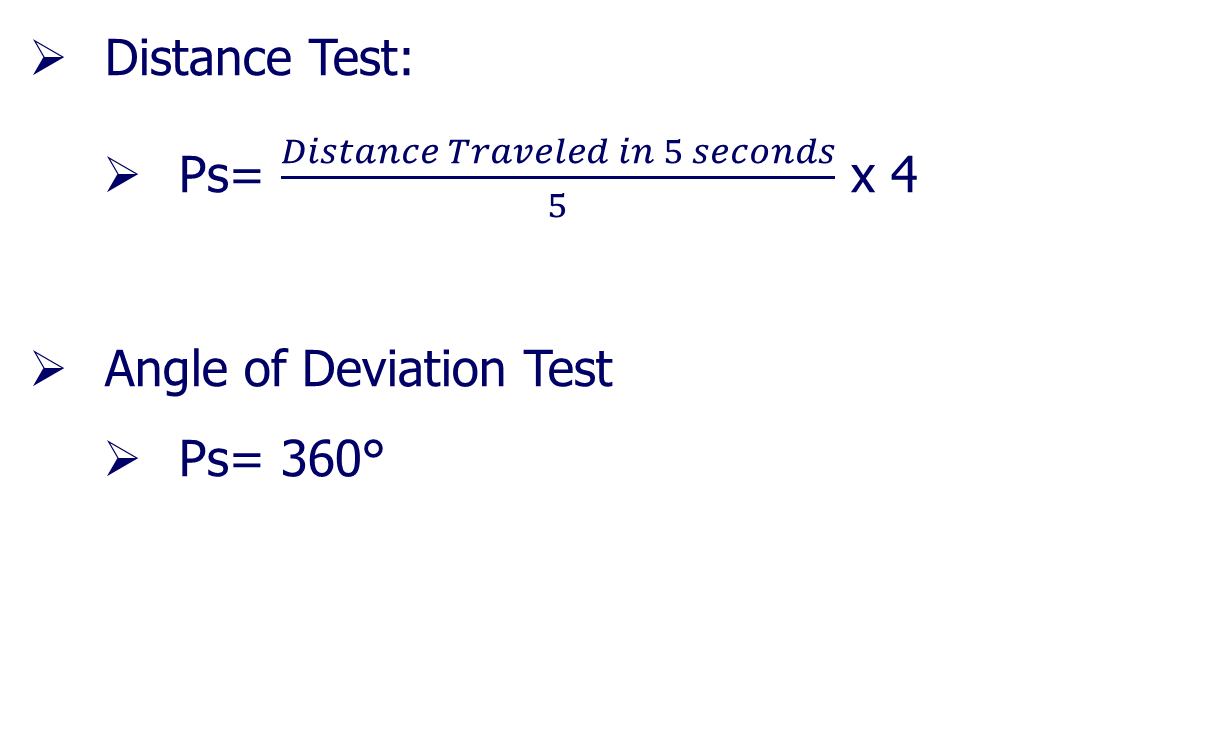 ➢ Distance Test:
➢ Ps= Distance Traveled in 5 seconds / 5 x 4
➢ Angle of Deviation Test
➢ Ps= 360°